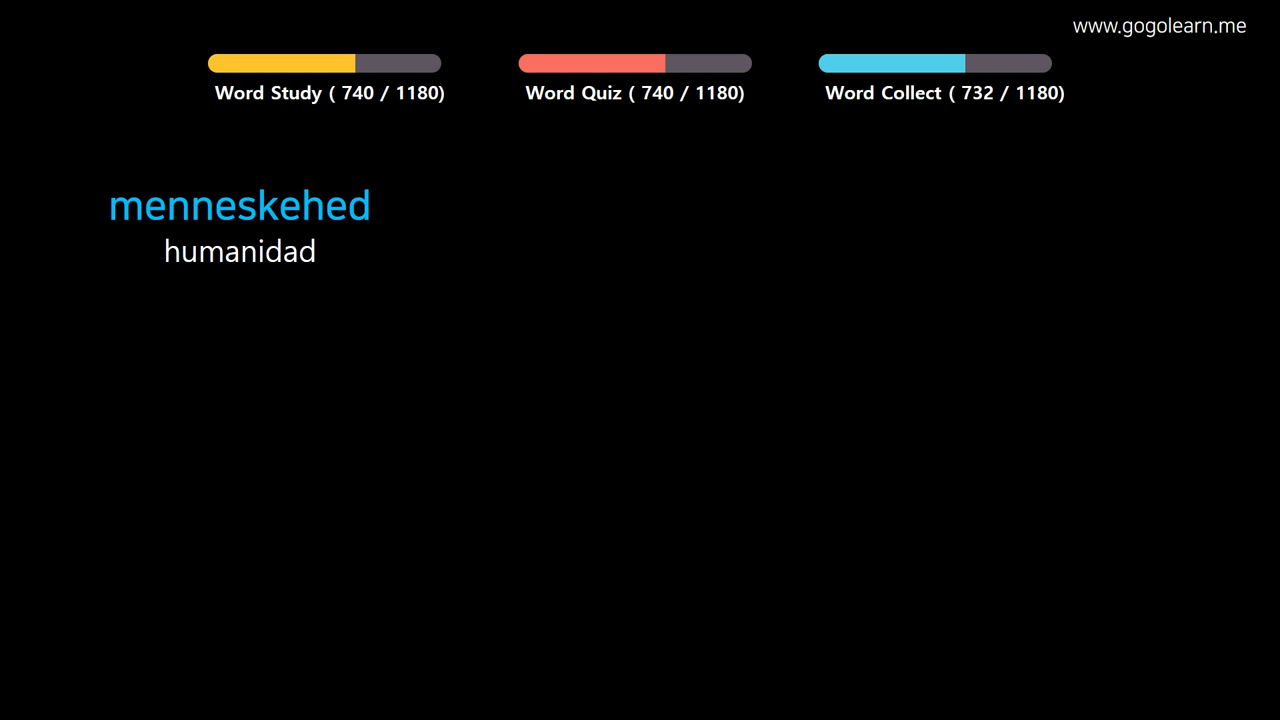 www.gogolearn.me
Word Study ( 740 / 1180)
Word Quiz ( 740 / 1180)
Word Collect ( 732 / 1180)
menneskehed
humanidad